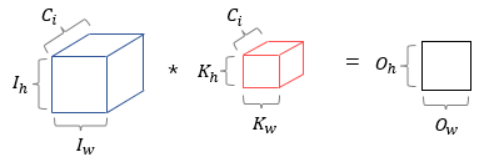 C_i
C_i
I_h * K_h = O_h
I_w K_w O_w